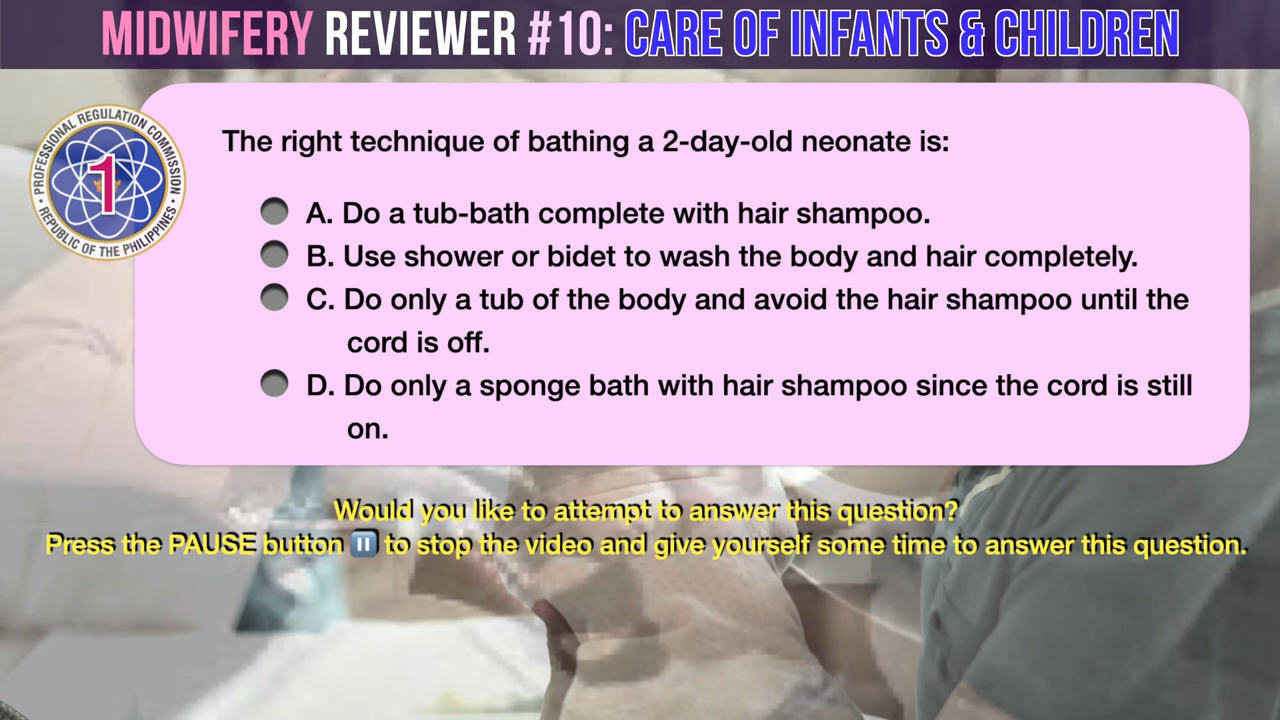 MIDWIFERY REVIEWER #10: CARE OF INFANTS & CHILDREN
PROFESSIONAL REGULATION COMMISSION
REPUBLIC OF THE PHILIPPINES
1
The right technique of bathing a 2-day-old neonate is:
A. Do a tub-bath complete with hair shampoo.
B. Use shower or bidet to wash the body and hair completely.
C. Do only a tub of the body and avoid the hair shampoo until the
cord is off.
D. Do only a sponge bath with hair shampoo since the cord is still
on.
Would you like to attempt to answer this question?
Press the PAUSE button ⏸️ to stop the video and give yourself some time to answer this question.